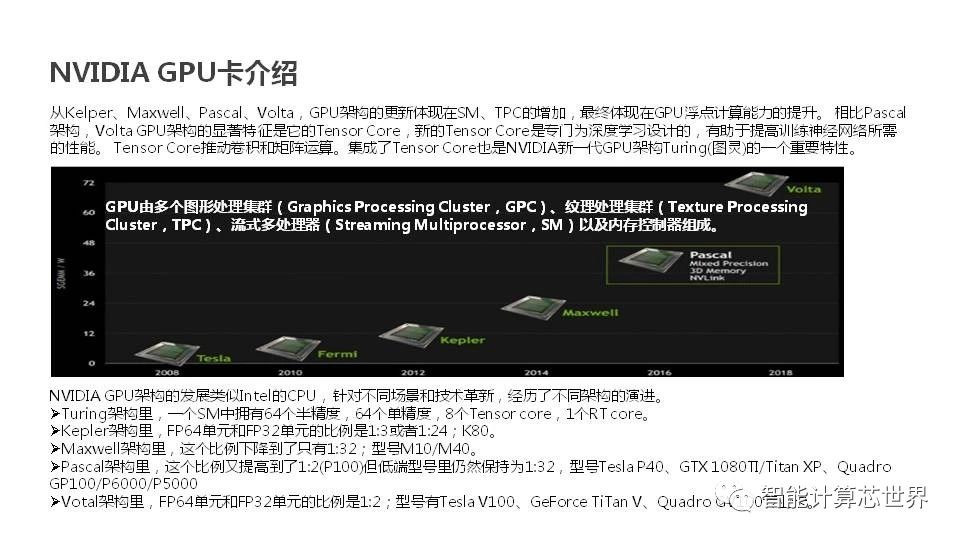 NVIDIA GPU卡介绍
从Kelper、Maxwell、Pascal、Volta，GPU架构的更新体现在SM、TPC的增加，最终体现在GPU浮点计算能力的提升。 相比Pascal
架构，Volta GPU架构的显著特征是它的Tensor Core，新的Tensor Core是专门为深度学习设计的，有助于提高训练神经网络所需
的性能。 Tensor Core推动卷积和矩阵运算。集成了Tensor Core也是NVIDIA新一代GPU架构Turing(图灵)的一个重要特性。
72
Volta
GPU由多个图形处理集群（Graphics Processing Cluster，GPC）、纹理处理集群（Texture Processing
60
Cluster，TPC）、流式多处理器（Streaming Multiprocessor，SM）以及内存控制器组成。
48
Pascal
Mixed Precision
3D Memory
NVLink
SGEMM / W
36
24
Maxwell
12
Kepler
Fermi
Tesla
0
2008 2010 2012 2014 2016 2018
NVIDIA GPU架构的发展类似Intel的CPU，针对不同场景和技术革新，经历了不同架构的演进。
➢Turing架构里，一个SM中拥有64个半精度，64个单精度，8个Tensor core，1个RT core。
➢Kepler架构里，FP64单元和FP32单元的比例是1:3或者1:24；K80。
➢Maxwell架构里，这个比例下降到了只有1:32；型号M10/M40。
➢Pascal架构里，这个比例又提高到了1:2(P100)但低端型号里仍然保持为1:32，型号Tesla P40、GTX 1080TI/Titan XP、Quadro
GP100/P6000/P5000
➢Votal架构里，FP64单元和FP32单元的比例是1:2；型号有Tesla V100、GeForce TiTan V、Quadro
智能计算芯世界